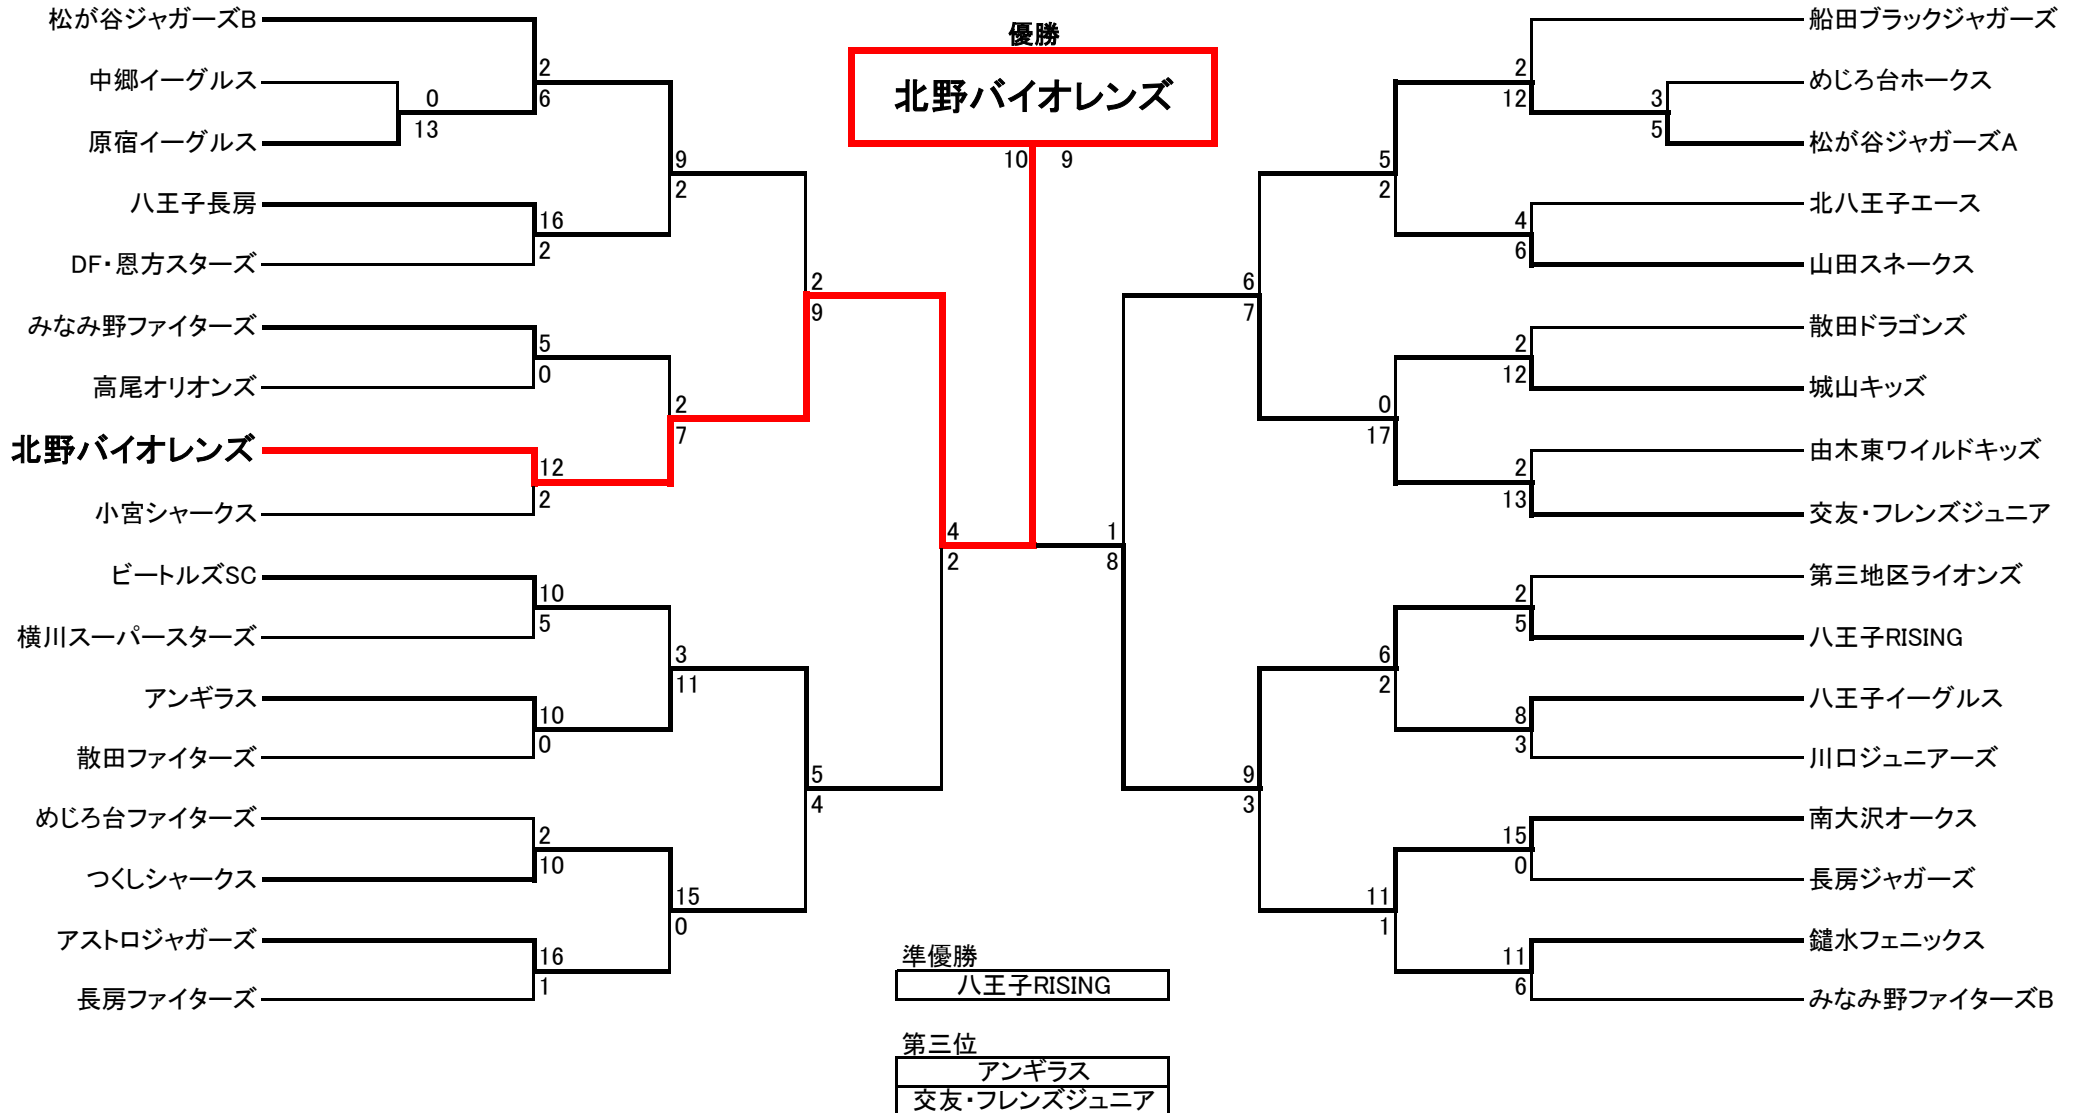 優勝
北野バイオレンズ
10 9
松が谷ジャガーズB
中郷イーグルス
原宿イーグルス
八王子長房
DF・恩方スターズ
みなみ野ファイターズ
高尾オリオンズ
北野バイオレンズ
小宮シャークス
ビートルズSC
横川スーパースターズ
アンギラス
散田ファイターズ
めじろ台ファイターズ
つくしシャークス
アストロジャガーズ
長房ファイターズ
0
13
2
6
16
2
5
0
12
2
10
5
10
0
2
10
16
1
9
2
2
7
3
11
15
0
2
9
5
4
4
2
1
8
6
7
9
3
5
2
0
17
6
2
11
1
2
12
4
6
2
12
2
13
2
5
8
3
15
0
11
6
3
5
船田ブラックジャガーズ
めじろ台ホークス
松が谷ジャガーズA
北八王子エース
山田スネークス
散田ドラゴンズ
城山キッズ
由木東ワイルドキッズ
交友・フレンズジュニア
第三地区ライオンズ
八王子RISING
八王子イーグルス
川口ジュニアーズ
南大沢オークス
長房ジャガーズ
鑓水フェニックス
みなみ野ファイターズB
準優勝
八王子RISING
第三位
アンギラス
交友・フレンズジュニア